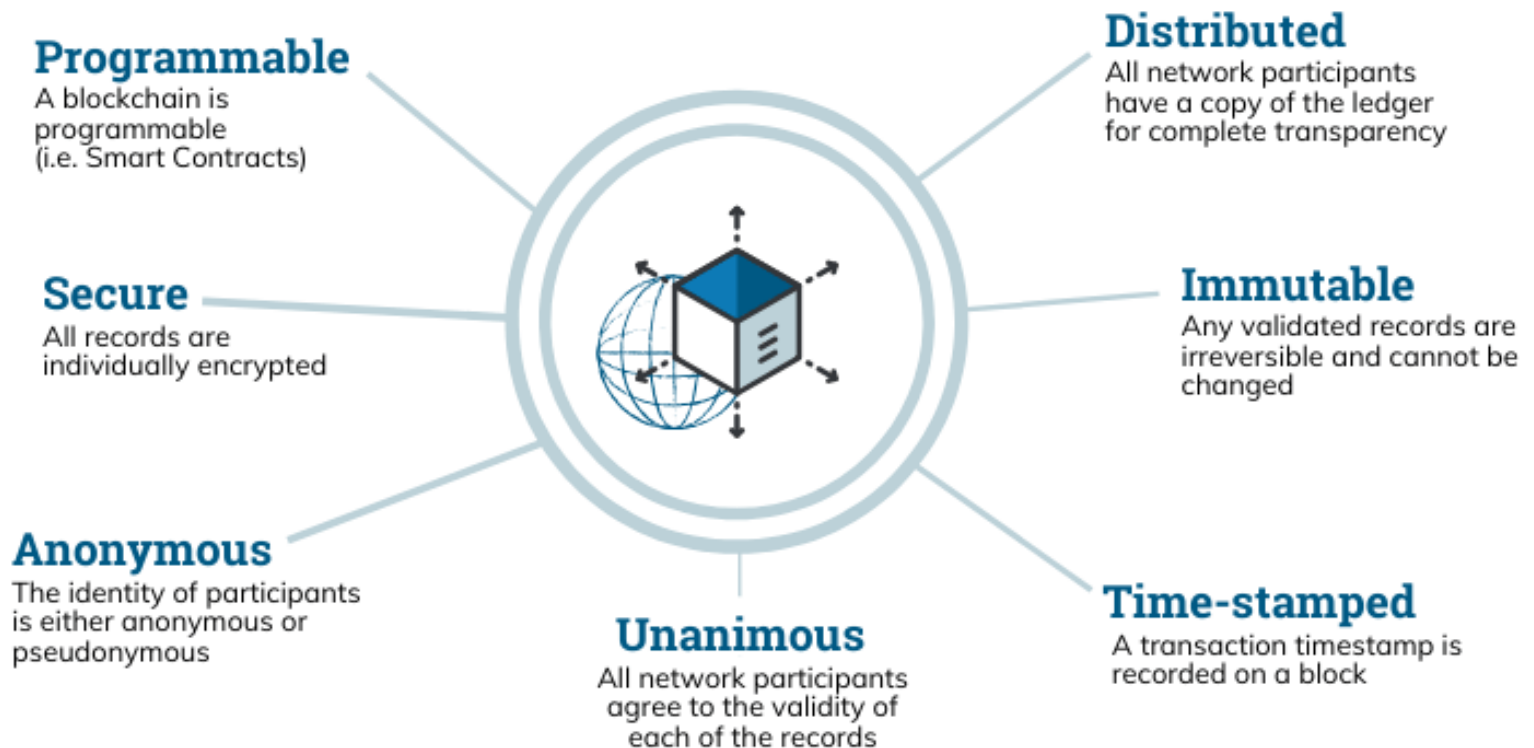 Programmable
A blockchain is
programmable
(i.e. Smart Contracts)
Distributed
All network participants
have a copy of the ledger
for complete transparency
Secure
All records are
individually encrypted
Immutable
Any validated records are
irreversible and cannot be
changed
Anonymous
The identity of participants
is either anonymous or
pseudonymous
Unanimous
All network participants
agree to the validity of
each of the records
Time-stamped
A transaction timestamp is
recorded on a block